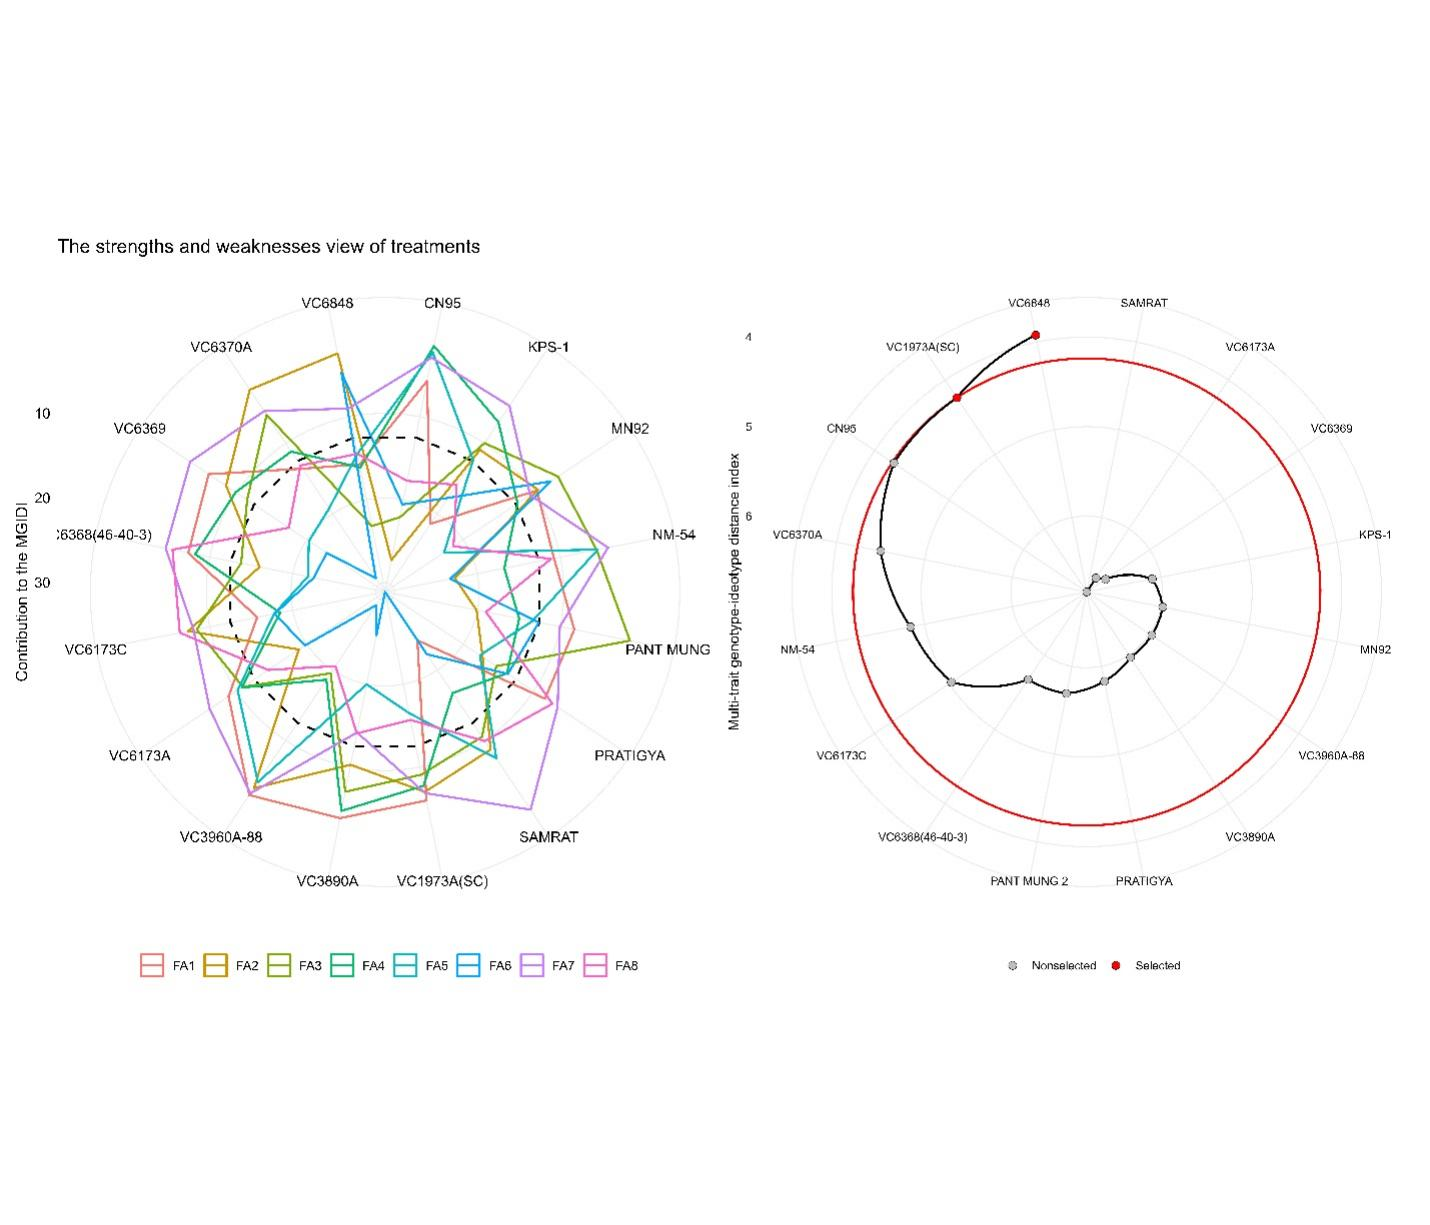 The strengths and weaknesses view of treatments
VC6848
CN95
VC6370A
KPS-1
10
VC6369
MN92
20
6368(46-40-3)
NM-54
30
Contribution to the MGIDI
VC6173C
PANT MUNG
VC6173A
PRATIGYA
VC3960A-88
SAMRAT
VC3890A
VC1973A(SC)
FA1 FA2 FA3 FA4 FA5 FA6 FA7 FA8
VC6848
SAMRAT
4
VC1973A(SC)
VC6173A
5
CN95
VC6369
Multi-trait genotype-ideotype distance index
6
VC6370A
KPS-1
NM-54
MN92
VC6173C
VC3960A-88
VC6368(46-40-3)
VC3890A
PANT MUNG 2
PRATIGYA
Nonselected Selected